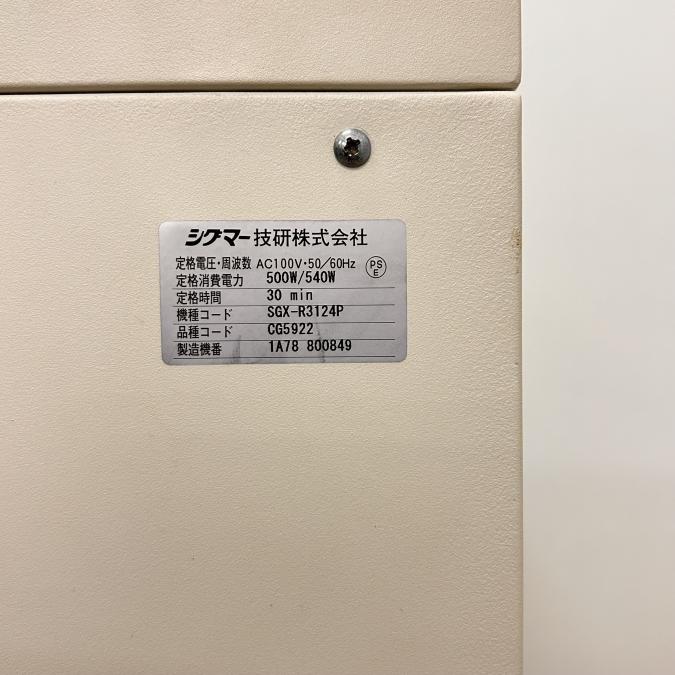 シグマー技研株式会社
定格電圧・周波数 AC100V・50/60Hz PSE
定格消費電力 500W/540W
定格時間 30 min
機種コード SGX-R3124P
品種コード CG5922
製造機番 1A78 800849